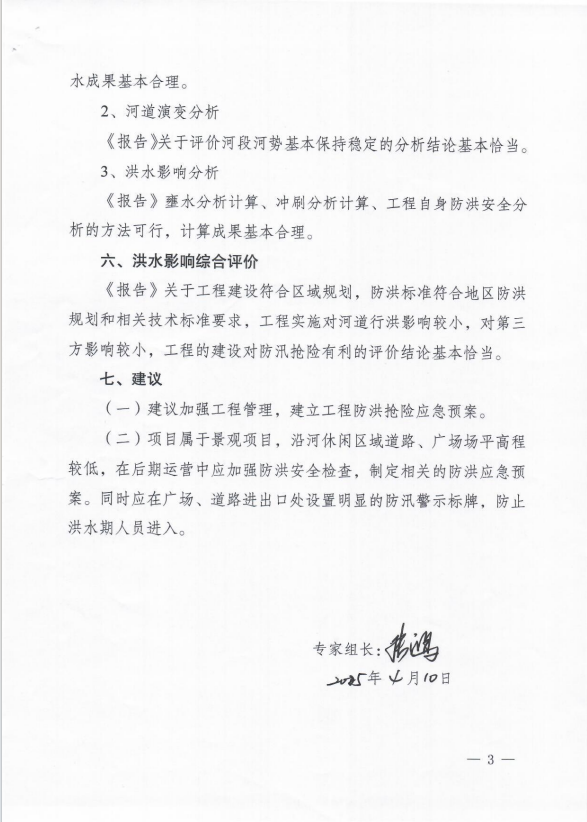 水成果基本合理。
2、河道演变分析
《报告》关于评价河段河势基本保持稳定的分析结论基本恰当。
3、洪水影响分析
《报告》壅水分析计算、冲刷分析计算、工程自身防洪安全分
析的方法可行，计算成果基本合理。
六、洪水影响综合评价
《报告》关于工程建设符合区域规划，防洪标准符合地区防洪
规划和相关技术标准要求，工程实施对河道行洪影响较小，对第三
方影响较小，工程的建设对防汛抢险有利的评价结论基本恰当。
七、建议
（一）建议加强工程管理，建立工程防洪抢险应急预案。
（二）项目属于景观项目，沿河休闲区域道路、广场场平高程
较低，在后期运营中应加强防洪安全检查，制定相关的防洪应急预
案。同时应在广场、道路进出口处设置明显的防汛警示标牌，防止
洪水期人员进入。
专家组长：
2025年4月10日
— 3 —